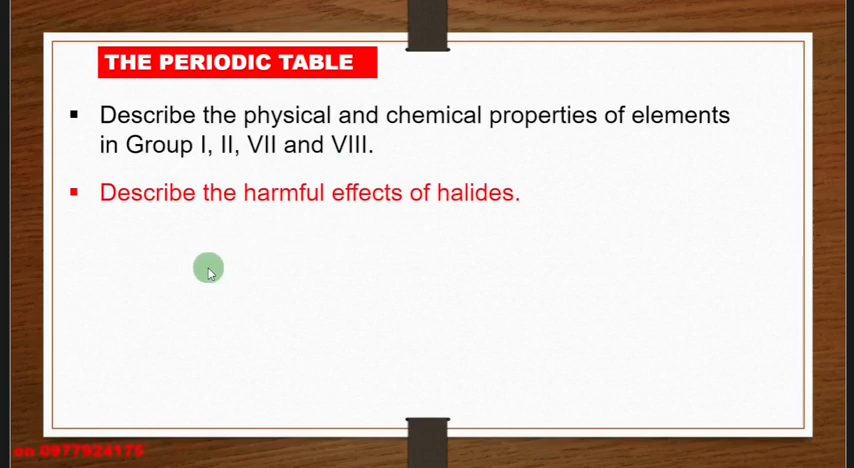 THE PERIODIC TABLE
▪ Describe the physical and chemical properties of elements
in Group I, II, VII and VIII.
▪ Describe the harmful effects of halides.
on 0977924175